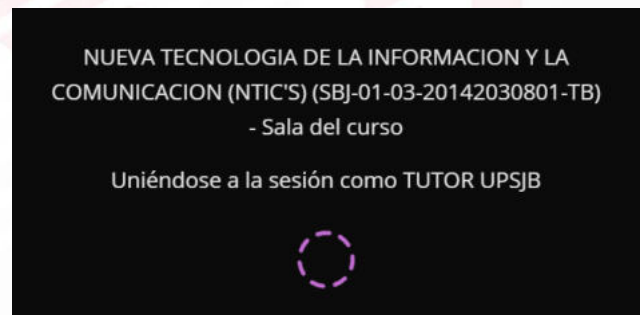 NUEVA TECNOLOGIA DE LA INFORMACION Y LA
COMUNICACION (NTIC'S) (SBJ-01-03-20142030801-TB)
- Sala del curso
Uniéndose a la sesión como TUTOR UPSJB